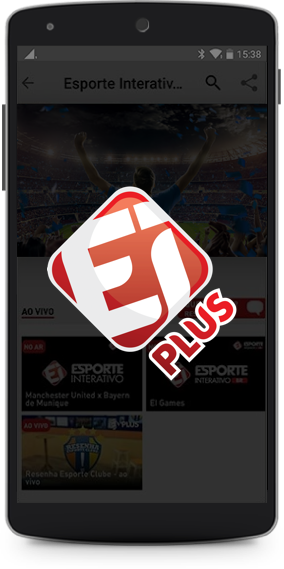 15:38
Esporte Interativ...
Ei
PLUS
AO VIVO
NO AR
ESPORTE
INTERATIVO
Manchester United x Bayern
de Munique
ESPORTE
INTERATIVO
EI Games
AO VIVO
PLUS
Resenha Esporte Clube - ao
vivo